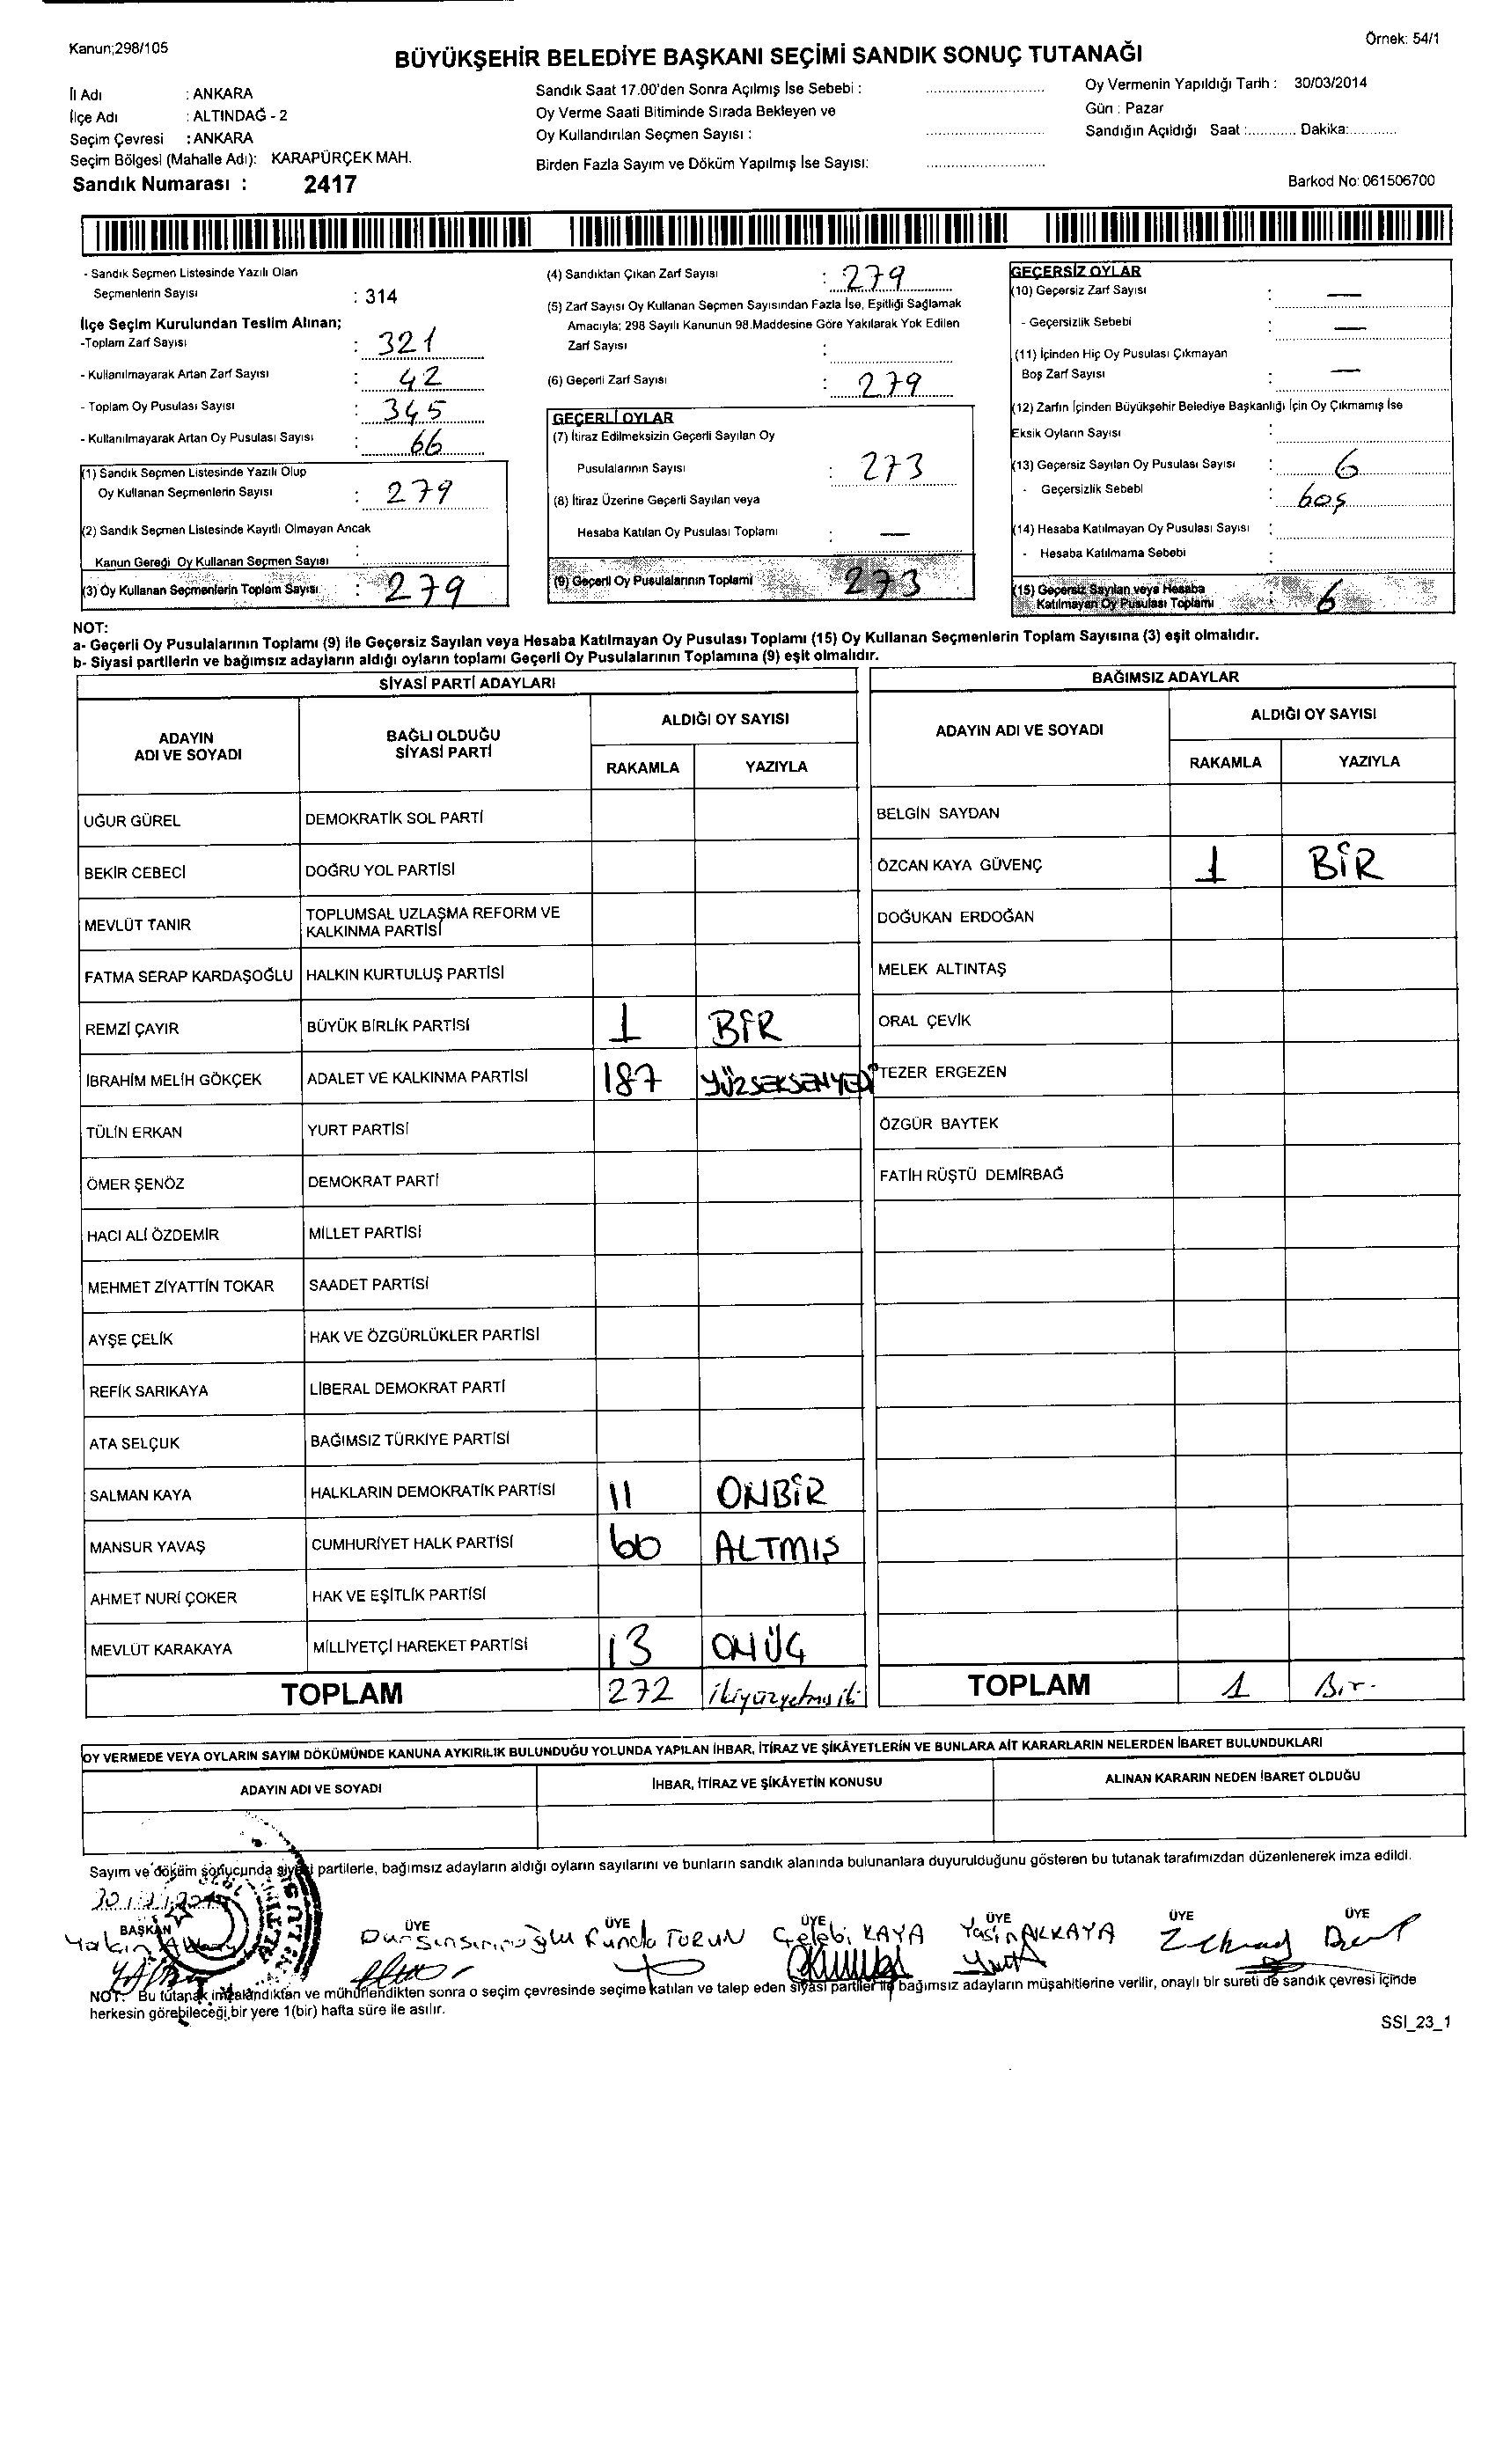 Kanun;298/105
Örnek: 54/1
BÜYÜKŞEHİR BELEDİYE BAŞKANI SEÇİMİ SANDIK SONUÇ TUTANAĞI
İl Adı : ANKARA
İlçe Adı : ALTINDAĞ - 2
Seçim Çevresi : ANKARA
Seçim Bölgesi (Mahalle Adı): KARAPÜRÇEK MAH.
Sandık Numarası : 2417
Sandık Saat 17.00'den Sonra Açılmış İse Sebebi :
Oy Verme Saati Bitiminde Sırada Bekleyen ve
Oy Kullandırılan Seçmen Sayısı :
Birden Fazla Sayım ve Döküm Yapılmış İse Sayısı:
Oy Vermenin Yapıldığı Tarih : 30/03/2014
Gün : Pazar
Sandığın Açıldığı Saat :............ Dakika:............
Barkod No: 061506700
- Sandık Seçmen Listesinde Yazılı Olan
Seçmenlerin Sayısı : 314
İlçe Seçim Kurulundan Teslim Alınan;
-Toplam Zarf Sayısı : 321
- Kullanılmayarak Artan Zarf Sayısı : 42
- Toplam Oy Pusulası Sayısı : 345
- Kullanılmayarak Artan Oy Pusulası Sayısı : 66
(1) Sandık Seçmen Listesinde Yazılı Olup
Oy Kullanan Seçmenlerin Sayısı : 279
(2) Sandık Seçmen Listesinde Kayıtlı Olmayan Ancak
Kanun Gereği Oy Kullanan Seçmen Sayısı :
(3) Oy Kullanan Seçmenlerin Toplam Sayısı : 279
(4) Sandıktan Çıkan Zarf Sayısı : 279
(5) Zarf Sayısı Oy Kullanan Seçmen Sayısından Fazla İse, Eşitliği Sağlamak
Amacıyla; 298 Sayılı Kanunun 98.Maddesine Göre Yakılarak Yok Edilen
Zarf Sayısı :
(6) Geçerli Zarf Sayısı : 279
GEÇERLİ OYLAR
(7) İtiraz Edilmeksizin Geçerli Sayılan Oy
Pusulalarının Sayısı : 273
(8) İtiraz Üzerine Geçerli Sayılan veya
Hesaba Katılan Oy Pusulası Toplamı : —
(9) Geçerli Oy Pusulalarının Toplamı 273
GEÇERSİZ OYLAR
(10) Geçersiz Zarf Sayısı : —
- Geçersizlik Sebebi : —
(11) İçinden Hiç Oy Pusulası Çıkmayan
Boş Zarf Sayısı : —
(12) Zarfın İçinden Büyükşehir Belediye Başkanlığı İçin Oy Çıkmamış İse
Eksik Oyların Sayısı :
(13) Geçersiz Sayılan Oy Pusulası Sayısı : 6
- Geçersizlik Sebebi : boş
(14) Hesaba Katılmayan Oy Pusulası Sayısı :
- Hesaba Katılmama Sebebi :
(15) Geçersiz Sayılan veya Hesaba
Katılmayan Oy Pusulası Toplamı : 6
NOT:
a- Geçerli Oy Pusulalarının Toplamı (9) ile Geçersiz Sayılan veya Hesaba Katılmayan Oy Pusulası Toplamı (15) Oy Kullanan Seçmenlerin Toplam Sayısına (3) eşit olmalıdır.
b- Siyasi partilerin ve bağımsız adayların aldığı oyların toplamı Geçerli Oy Pusulalarının Toplamına (9) eşit olmalıdır.
SİYASİ PARTİ ADAYLARI
ADAYIN
ADI VE SOYADI
BAĞLI OLDUĞU
SİYASİ PARTİ
ALDIĞI OY SAYISI
RAKAMLA YAZIYLA
UĞUR GÜREL DEMOKRATİK SOL PARTİ
BEKİR CEBECİ DOĞRU YOL PARTİSİ
MEVLÜT TANIR TOPLUMSAL UZLAŞMA REFORM VE
KALKINMA PARTİSİ
FATMA SERAP KARDAŞOĞLU HALKIN KURTULUŞ PARTİSİ
REMZİ ÇAYIR BÜYÜK BİRLİK PARTİSİ 1 BİR
İBRAHİM MELİH GÖKÇEK ADALET VE KALKINMA PARTİSİ 187 YÜZSEKSENYEDİ
TÜLİN ERKAN YURT PARTİSİ
ÖMER ŞENÖZ DEMOKRAT PARTİ
HACI ALİ ÖZDEMİR MİLLET PARTİSİ
MEHMET ZİYATTİN TOKAR SAADET PARTİSİ
AYŞE ÇELİK HAK VE ÖZGÜRLÜKLER PARTİSİ
REFİK SARIKAYA LİBERAL DEMOKRAT PARTİ
ATA SELÇUK BAĞIMSIZ TÜRKİYE PARTİSİ
SALMAN KAYA HALKLARIN DEMOKRATİK PARTİSİ 11 ONBİR
MANSUR YAVAŞ CUMHURİYET HALK PARTİSİ 60 ALTMIŞ
AHMET NURİ ÇOKER HAK VE EŞİTLİK PARTİSİ
MEVLÜT KARAKAYA MİLLİYETÇİ HAREKET PARTİSİ 13 ONÜÇ
TOPLAM 272 ikiyüzyetmiş iki
BAĞIMSIZ ADAYLAR
ADAYIN ADI VE SOYADI
ALDIĞI OY SAYISI
RAKAMLA YAZIYLA
BELGİN SAYDAN
ÖZCAN KAYA GÜVENÇ 1 BİR
DOĞUKAN ERDOĞAN
MELEK ALTINTAŞ
ORAL ÇEVİK
TEZER ERGEZEN
ÖZGÜR BAYTEK
FATİH RÜŞTÜ DEMİRBAĞ
TOPLAM 1 Bir.
OY VERMEDE VEYA OYLARIN SAYIM DÖKÜMÜNDE KANUNA AYKIRILIK BULUNDUĞU YOLUNDA YAPILAN İHBAR, İTİRAZ VE ŞİKÂYETLERİN VE BUNLARA AİT KARARLARIN NELERDEN İBARET BULUNDUKLARI
ADAYIN ADI VE SOYADI İHBAR, İTİRAZ VE ŞİKÂYETİN KONUSU ALINAN KARARIN NEDEN İBARET OLDUĞU
Sayım ve döküm sonucunda siyasi partilerle, bağımsız adayların aldığı oyların sayılarını ve bunların sandık alanında bulunanlara duyurulduğunu gösteren bu tutanak tarafımızdan düzenlenerek imza edildi.
BAŞKAN ÜYE ÜYE ÜYE ÜYE ÜYE ÜYE
Funda TORUN Çelebi KAYA Yasin AKKAYA
NOT: Bu tutanak imzalandıktan ve mühürlendikten sonra o seçim çevresinde seçime katılan ve talep eden siyasi partiler ile bağımsız adayların müşahitlerine verilir, onaylı bir sureti de sandık çevresi içinde
herkesin görebileceği bir yere 1(bir) hafta süre ile asılır.
SSI_23_1